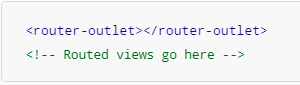 <router-outlet></router-outlet>
<!-- Routed views go here -->